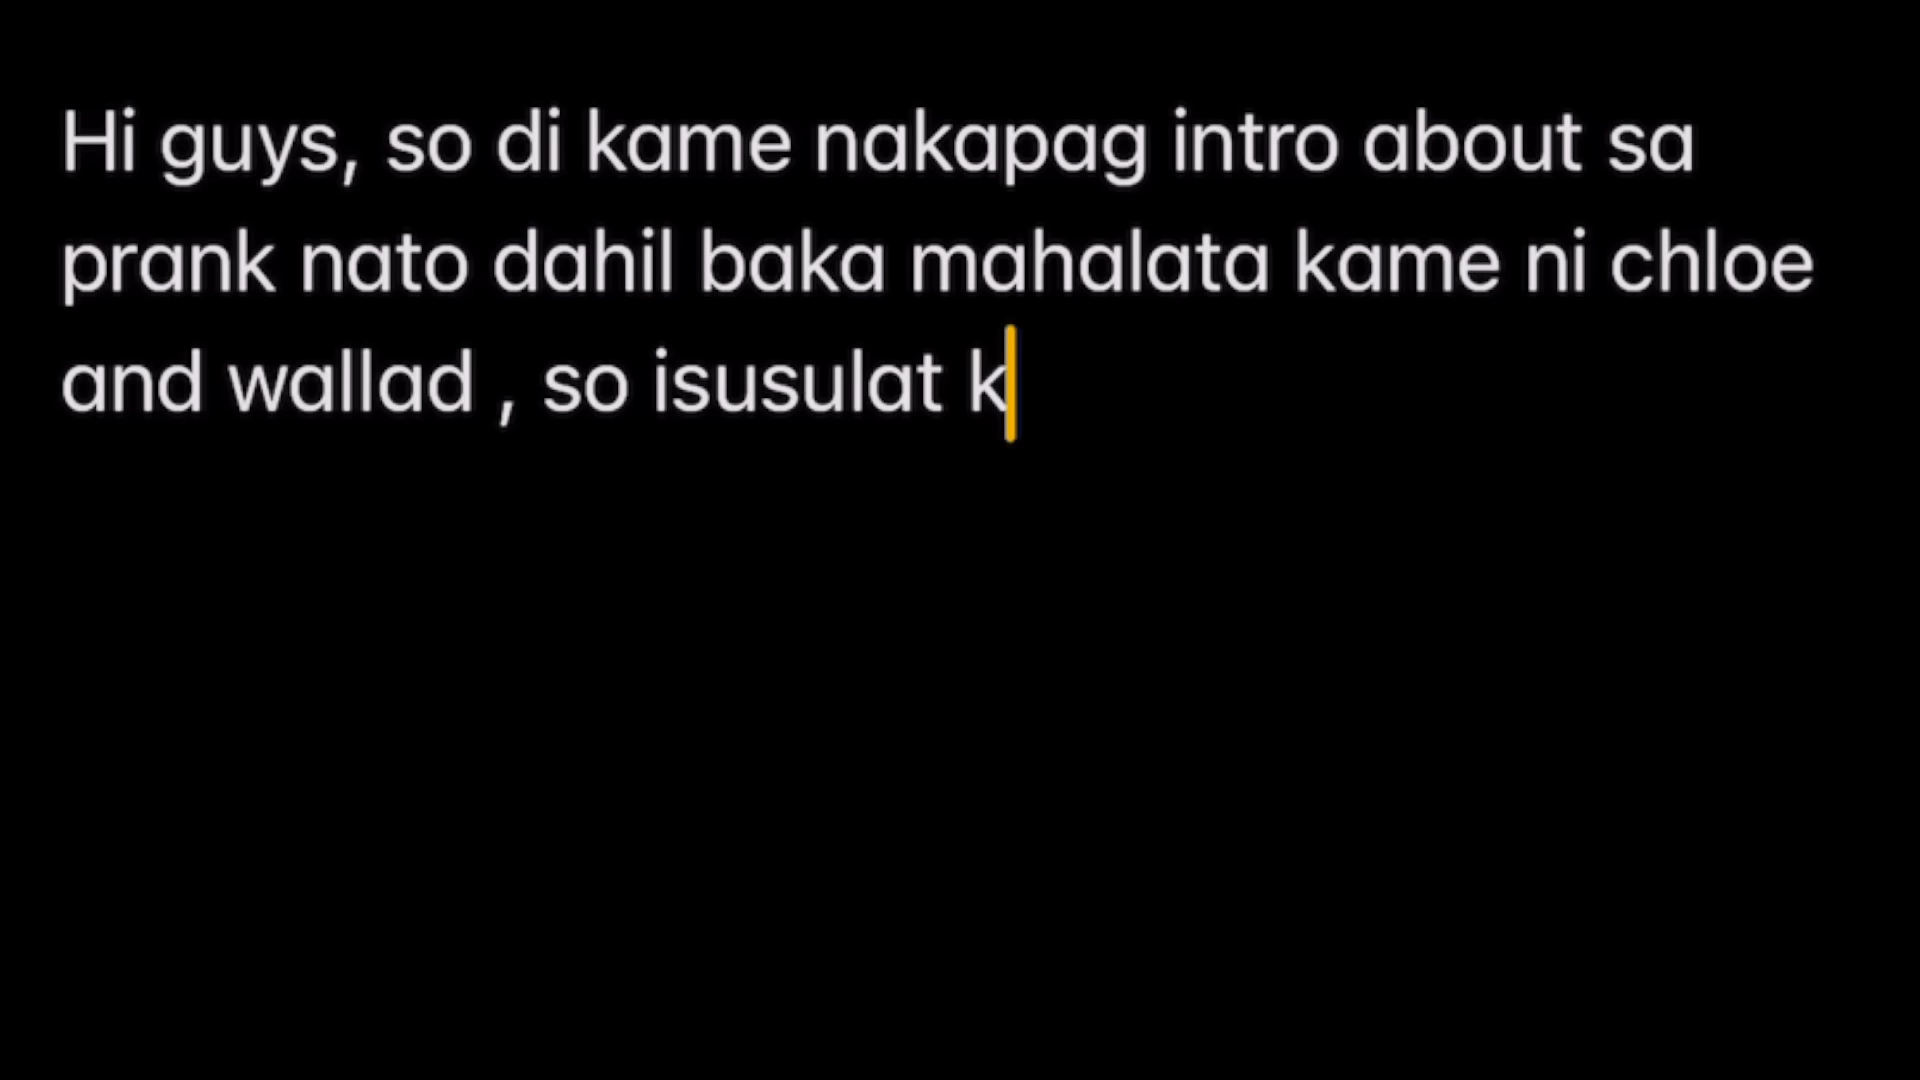 Hi guys, so di kame nakapag intro about sa
prank nato dahil baka mahalata kame ni chloe
and wallad , so isusulat k